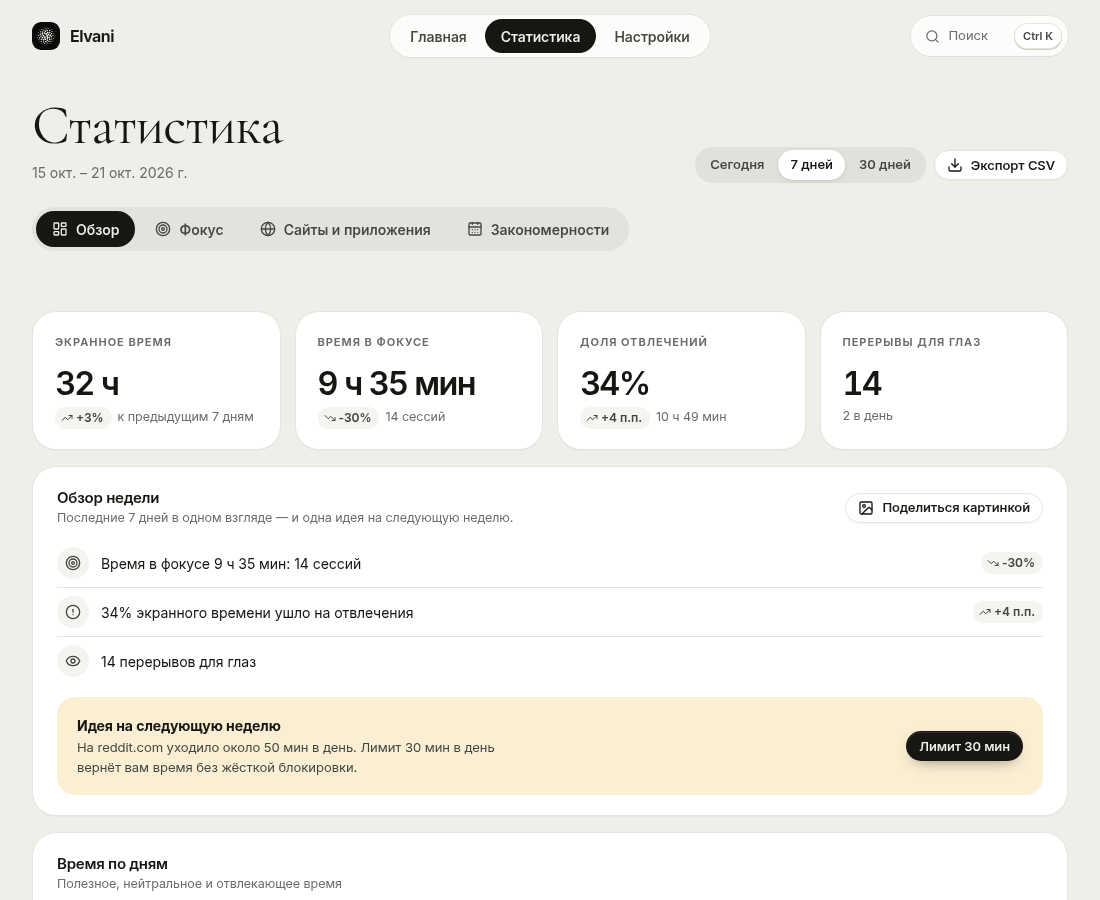 Elvani
Главная
Статистика
Настройки
Поиск
Ctrl K
Статистика
15 окт. – 21 окт. 2026 г.
Сегодня
7 дней
30 дней
Экспорт CSV
Обзор
Фокус
Сайты и приложения
Закономерности
ЭКРАННОЕ ВРЕМЯ
32 ч
+3% к предыдущим 7 дням
ВРЕМЯ В ФОКУСЕ
9 ч 35 мин
-30% 14 сессий
ДОЛЯ ОТВЛЕЧЕНИЙ
34%
+4 п.п. 10 ч 49 мин
ПЕРЕРЫВЫ ДЛЯ ГЛАЗ
14
2 в день
Обзор недели
Последние 7 дней в одном взгляде — и одна идея на следующую неделю.
Поделиться картинкой
Время в фокусе 9 ч 35 мин: 14 сессий
-30%
34% экранного времени ушло на отвлечения
+4 п.п.
14 перерывов для глаз
Идея на следующую неделю
На reddit.com уходило около 50 мин в день. Лимит 30 мин в день
вернёт вам время без жёсткой блокировки.
Лимит 30 мин
Время по дням
Полезное, нейтральное и отвлекающее время